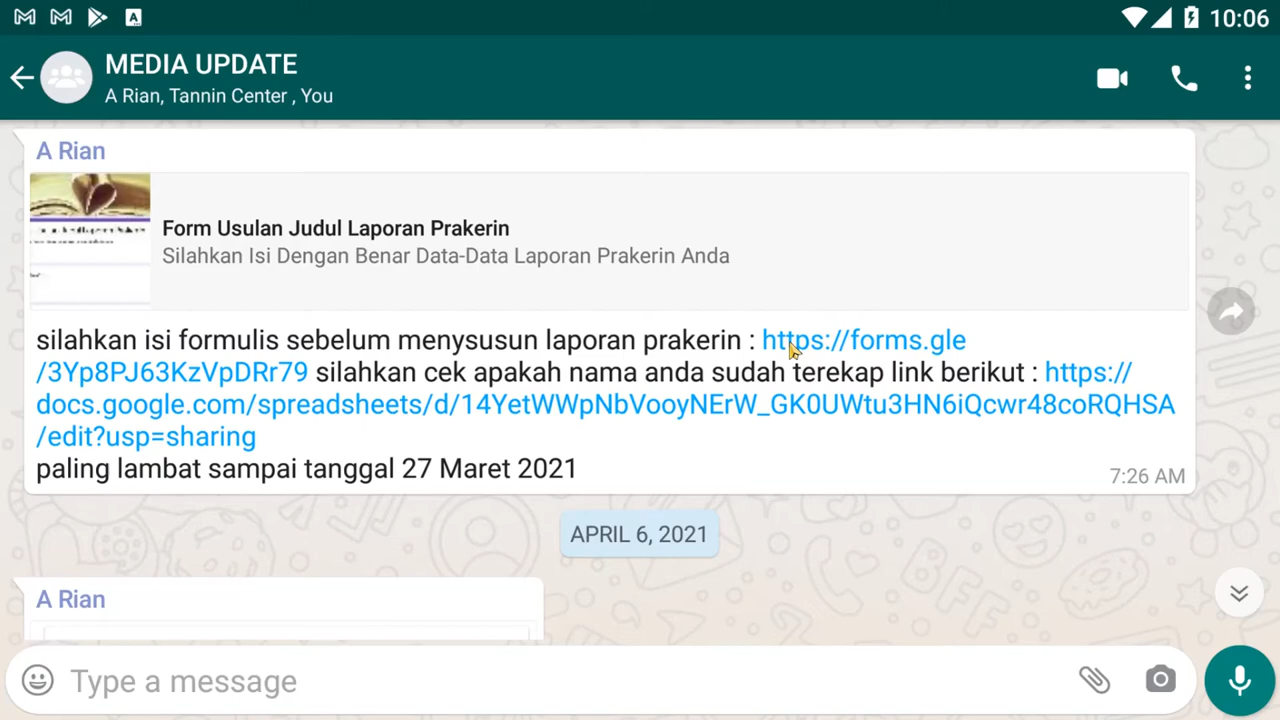 10:06
MEDIA UPDATE
A Rian, Tannin Center , You
A Rian
Form Usulan Judul Laporan Prakerin
Silahkan Isi Dengan Benar Data-Data Laporan Prakerin Anda
silahkan isi formulis sebelum menysusun laporan prakerin : https://forms.gle
/3Yp8PJ63KzVpDRr79 silahkan cek apakah nama anda sudah terekap link berikut : https://
docs.google.com/spreadsheets/d/14YetWWpNbVooyNErW_GK0UWtu3HN6iQcwr48coRQHSA
/edit?usp=sharing
paling lambat sampai tanggal 27 Maret 2021
7:26 AM
APRIL 6, 2021
A Rian
Type a message